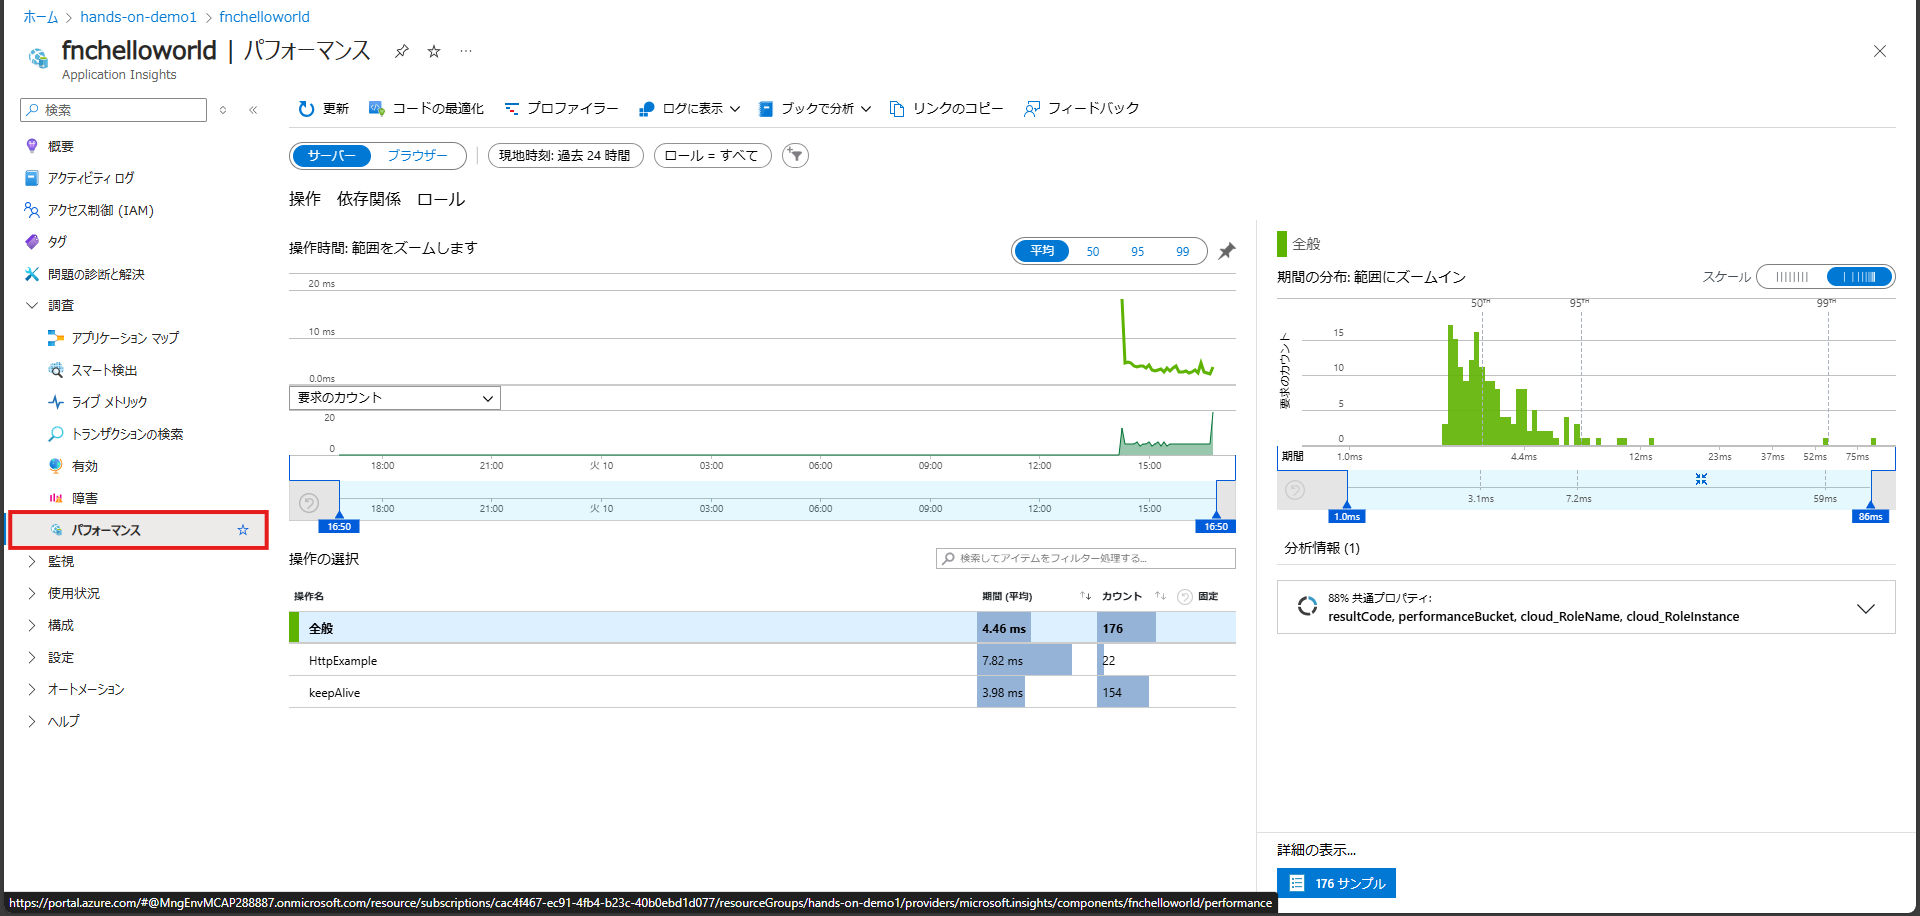 ホーム > hands-on-demo1 > fnchelloworld
fnchelloworld | パフォーマンス
Application Insights
検索
概要
アクティビティ ログ
アクセス制御 (IAM)
タグ
問題の診断と解決
調査
アプリケーション マップ
スマート検出
ライブ メトリック
トランザクションの検索
有効
障害
パフォーマンス
監視
使用状況
構成
設定
オートメーション
ヘルプ
更新 コードの最適化 プロファイラー ログに表示 ブックで分析 リンクのコピー フィードバック
サーバー ブラウザー 現地時刻: 過去 24 時間 ロール = すべて
操作 依存関係 ロール
操作時間: 範囲をズームします
平均 50 95 99
20 ms
10 ms
0.0ms
要求のカウント
20
0
18:00 21:00 火 10 03:00 06:00 09:00 12:00 15:00
18:00 21:00 火 10 03:00 06:00 09:00 12:00 15:00
16:50 16:50
操作の選択
検索してアイテムをフィルター処理する...
操作名 期間 (平均) カウント 固定
全般 4.46 ms 176
HttpExample 7.82 ms 22
keepAlive 3.98 ms 154
全般
期間の分布: 範囲にズームイン
スケール
50TH 95TH 99TH
要求のカウント
15
10
5
0
期間 1.0ms 4.4ms 12ms 23ms 37ms 52ms 75ms
3.1ms 7.2ms 59ms
1.0ms 86ms
分析情報 (1)
88% 共通プロパティ:
resultCode, performanceBucket, cloud_RoleName, cloud_RoleInstance
詳細の表示...
176 サンプル
https://portal.azure.com/#@MngEnvMCAP288887.onmicrosoft.com/resource/subscriptions/cac4f467-ec91-4fb4-b23c-40b0ebd1d077/resourceGroups/hands-on-demo1/providers/microsoft.insights/components/fnchelloworld/performance